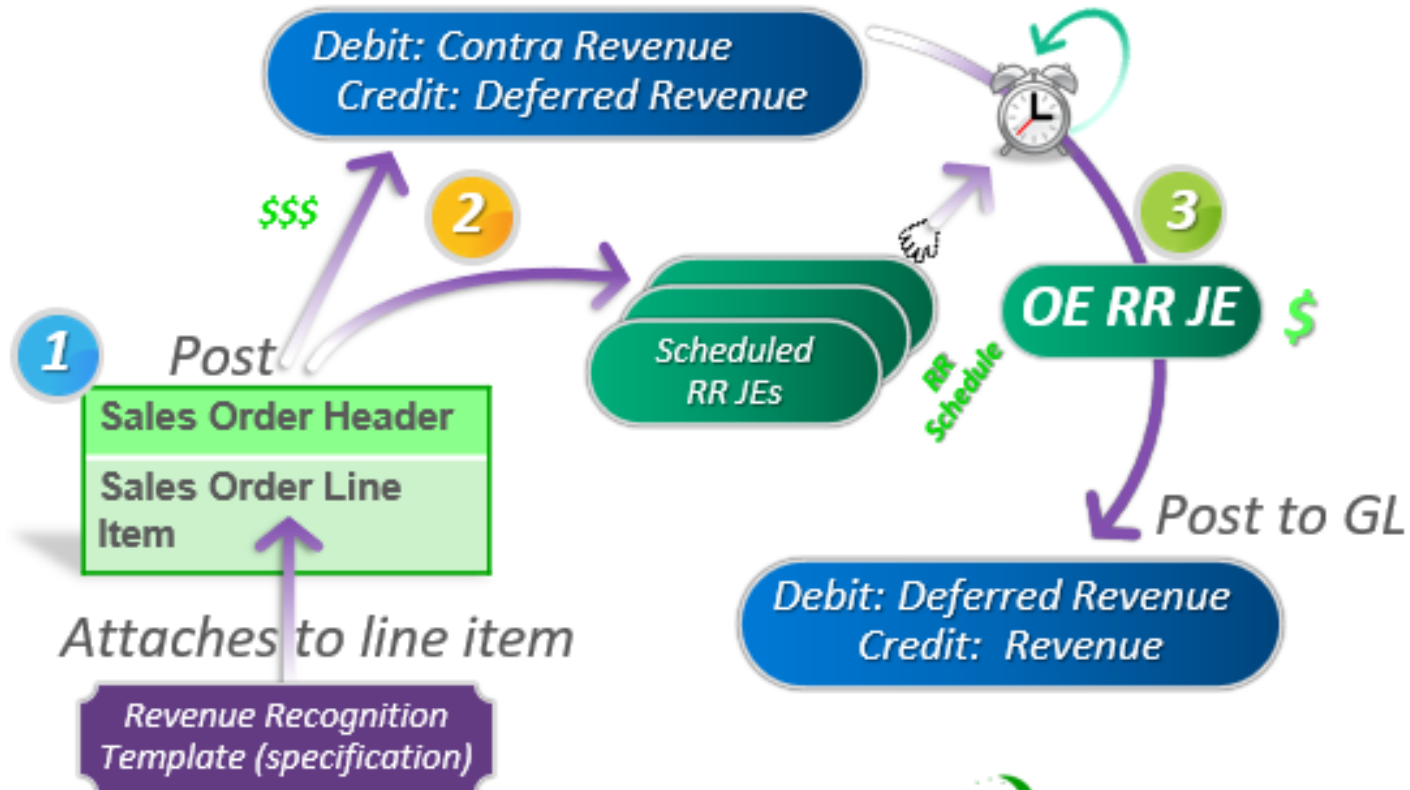 Debit: Contra Revenue
Credit: Deferred Revenue
$$$
2
3
1
Post
Scheduled
RR JEs
RR
Schedule
OE RR JE
$
Sales Order Header
Sales Order Line
Item
Post to GL
Debit: Deferred Revenue
Credit: Revenue
Attaches to line item
Revenue Recognition
Template (specification)